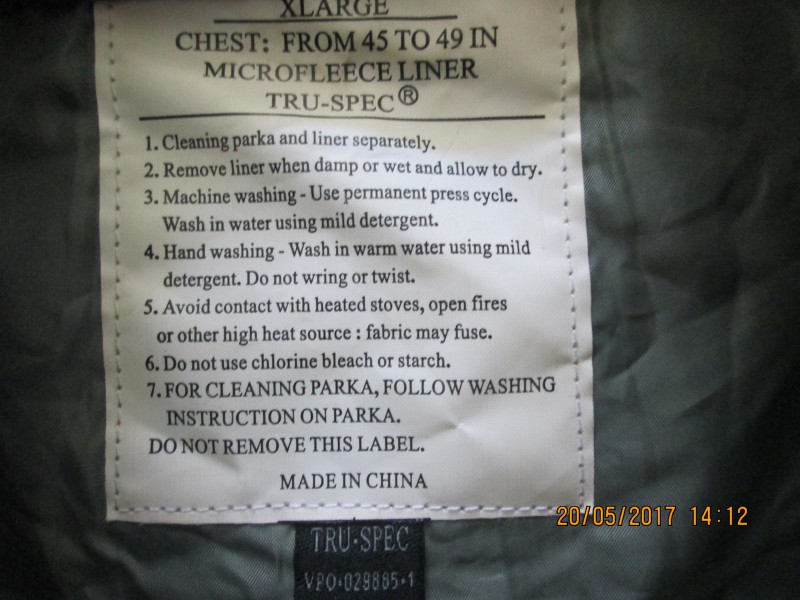 XLARGE
CHEST: FROM 45 TO 49 IN
MICROFLEECE LINER
TRU-SPEC®
1. Cleaning parka and liner separately.
2. Remove liner when damp or wet and allow to dry.
3. Machine washing - Use permanent press cycle.
Wash in water using mild detergent.
4. Hand washing - Wash in warm water using mild
detergent. Do not wring or twist.
5. Avoid contact with heated stoves, open fires
or other high heat source : fabric may fuse.
6. Do not use chlorine bleach or starch.
7. FOR CLEANING PARKA, FOLLOW WASHING
INSTRUCTION ON PARKA.
DO NOT REMOVE THIS LABEL.
MADE IN CHINA
20/05/2017 14:12
TRU·SPEC
VPO·029885·1